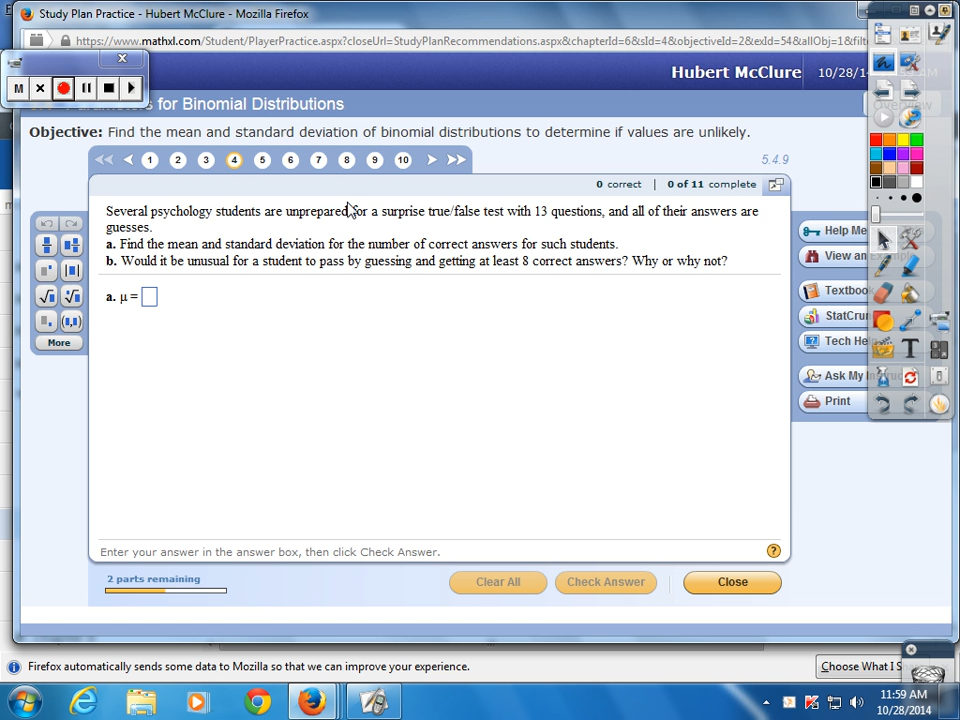 Study Plan Practice - Hubert McClure - Mozilla Firefox
https://www.mathxl.com/Student/PlayerPractice.aspx?closeUrl=StudyPlanRecommendations.aspx&chapterId=6&sId=4&objectiveId=2&exId=54&allObj=1&filt
M
Hubert McClure 10/28/14
for Binomial Distributions
Overview
Objective: Find the mean and standard deviation of binomial distributions to determine if values are unlikely.
1 2 3 4 5 6 7 8 9 10
5.4.9
0 correct | 0 of 11 complete
Several psychology students are unprepared for a surprise true/false test with 13 questions, and all of their answers are
guesses.
a. Find the mean and standard deviation for the number of correct answers for such students.
b. Would it be unusual for a student to pass by guessing and getting at least 8 correct answers? Why or why not?
a. μ =
More
Help Me
View an
Textbook
StatCrun
Tech Help
Ask My Instructor
Print
T
Enter your answer in the answer box, then click Check Answer.
?
2 parts remaining
Clear All
Check Answer
Close
Firefox automatically sends some data to Mozilla so that we can improve your experience.
Choose What I S
11:59 AM
10/28/2014